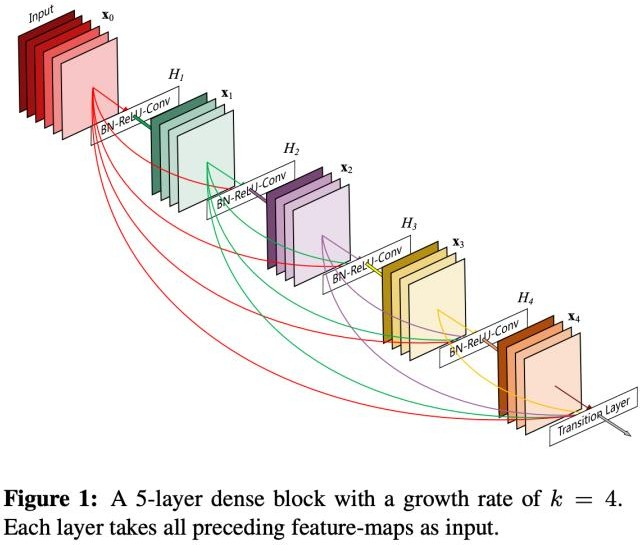 Input
x0
H1
BN-ReLU-Conv
x1
H2
BN-ReLU-Conv
x2
H3
BN-ReLU-Conv
x3
H4
BN-ReLU-Conv
x4
Transition Layer
Figure 1: A 5-layer dense block with a growth rate of k = 4.
Each layer takes all preceding feature-maps as input.